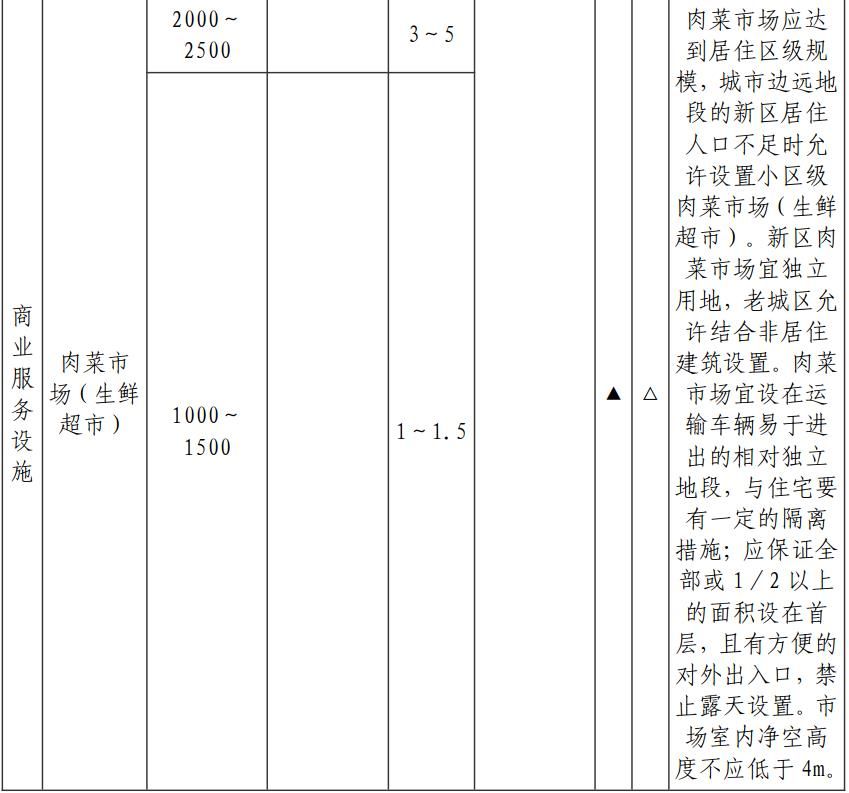 商
业
服
务
设
施
肉菜市
场（生鲜
超市）
2000～
2500
3～5
1000～
1500
1～1.5
▲
△
肉菜市场应达
到居住区级规
模，城市边远地
段的新区居住
人口不足时允
许设置小区级
肉菜市场（生鲜
超市）。新区肉
菜市场宜独立
用地，老城区允
许结合非居住
建筑设置。肉菜
市场宜设在运
输车辆易于进
出的相对独立
地段，与住宅要
有一定的隔离
措施；应保证全
部或1／2以上
的面积设在首
层，且有方便的
对外出入口，禁
止露天设置。市
场室内净空高
度不应低于4m。